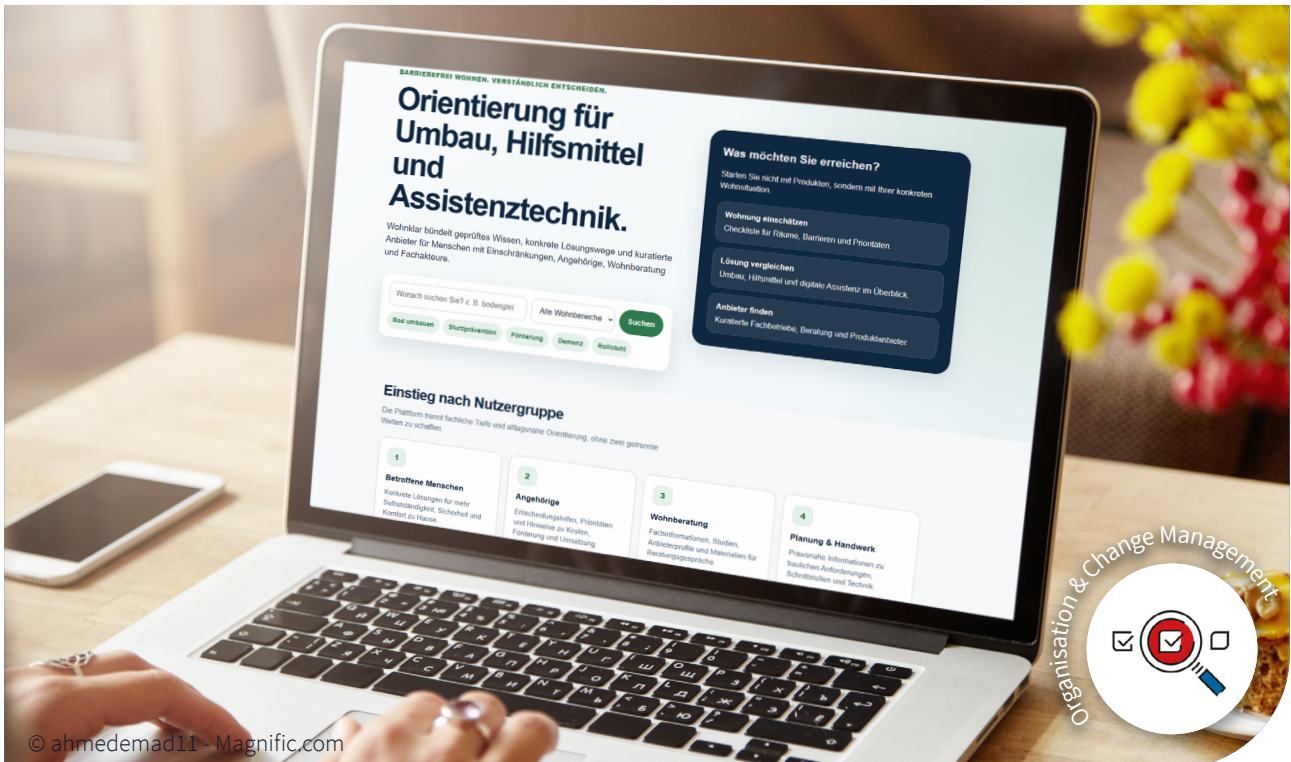 BARRIEREFREI WOHNEN. VERSTÄNDLICH ENTSCHEIDEN.
Orientierung für
Umbau, Hilfsmittel
und
Assistenztechnik.
Wohnklar bündelt geprüftes Wissen, konkrete Lösungswege und kuratierte
Anbieter für Menschen mit Einschränkungen, Angehörige, Wohnberatung
und Fachakteure.
Wonach suchen Sie? z. B. bodenglei
Alle Wohnbereiche
Suchen
Bad umbauen
Sturzprävention
Förderung
Demenz
Rollstuhl
Was möchten Sie erreichen?
Starten Sie nicht mit Produkten, sondern mit Ihrer konkreten
Wohnsituation.
Wohnung einschätzen
Checkliste für Räume, Barrieren und Prioritäten.
Lösung vergleichen
Umbau, Hilfsmittel und digitale Assistenz im Überblick.
Anbieter finden
Kuratierte Fachbetriebe, Beratung und Produktanbieter.
Einstieg nach Nutzergruppe
Die Plattform trennt fachliche Tiefe und alltagsnahe Orientierung, ohne zwei getrennte
Welten zu schaffen.
1
Betroffene Menschen
Konkrete Lösungen für mehr
Selbstständigkeit, Sicherheit und
Komfort zu Hause.
2
Angehörige
Entscheidungshilfen, Prioritäten
und Hinweise zu Kosten,
Förderung und Umsetzung.
3
Wohnberatung
Fachinformationen, Studien,
Anbieterprofile und Materialien für
Beratungsgespräche.
4
Planung & Handwerk
Praxisnahe Informationen zu
baulichen Anforderungen,
Schnittstellen und Technik.
Organisation & Change Management
© ahmedemad11 - Magnific.com